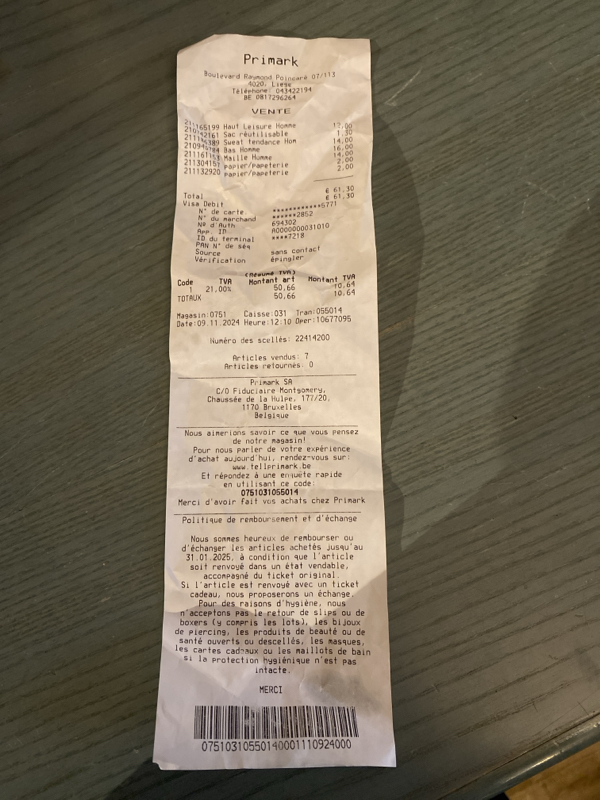 Primark
Boulevard Raymond Poincaré 07/113
4020, Liege
Téléphone: 043422194
BE 0817296264
VENTE
211165199 Haut Leisure Homme 12,00
210742161 Sac réutilisable 1,30
Sweat tendance Hom 14,00
Bas Homme 16,00
Maille Homme 14,00
papier/papeterie 2,00
211132920 papier/papeterie 2,00
Total € 61,30
Visa Debit € 61,30
N° de carte ************5771
N° du marchand ******2852
Nº d'Auth 694302
App. ID A0000000031010
ID du terminal ****7218
PAN N° de séq
Source sans contact
Vérification épingler
(Résumé TVA)
Code TVA Montant art Montant TVA
1 21,00% 50,66 10,64
TOTAUX 50,66 10,64
Magasin:0751 Caisse:031 Tran:055014
Date:09.11.2024 Heure:12:10 Oper:10677095
Numéro des scellés: 22414200
Articles vendus: 7
Articles retournés: 0
Primark SA
C/O Fiduciaire Montgomery,
Chaussée de la Hulpe, 177/20,
1170 Bruxelles
Belgique
Nous aimerions savoir ce que vous pensez
de notre magasin!
Pour nous parler de votre expérience
d'achat aujourd'hui, rendez-vous sur:
www.tellprimark.be
Et répondez à une enquête rapide
en utilisant ce code:
0751031055014
Merci d'avoir fait vos achats chez Primark
Politique de remboursement et d'échange
Nous sommes heureux de rembourser ou
d'échanger les articles achetés jusqu'au
31.01.2025, à condition que l'article
soit renvoyé dans un état vendable,
accompagné du ticket original.
Si l'article est renvoyé avec un ticket
cadeau, nous proposerons un échange.
Pour des raisons d'hygiène, nous
n'acceptons pas le retour de slips ou de
boxers (y compris les lots), les bijoux
de piercing, les produits de beauté ou de
santé ouverts ou descellés, les masques,
les cartes cadeaux ou les maillots de bain
si la protection hygiénique n'est pas
intacte.
MERCI
07510310550140001110924000